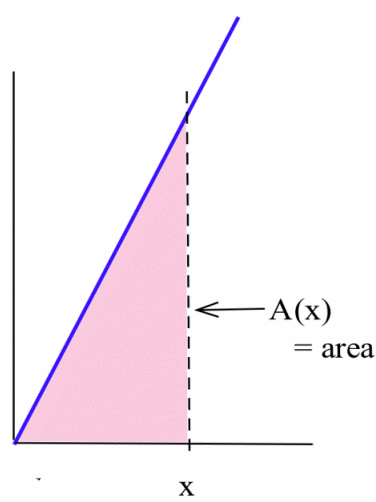 A(x)
= area
x